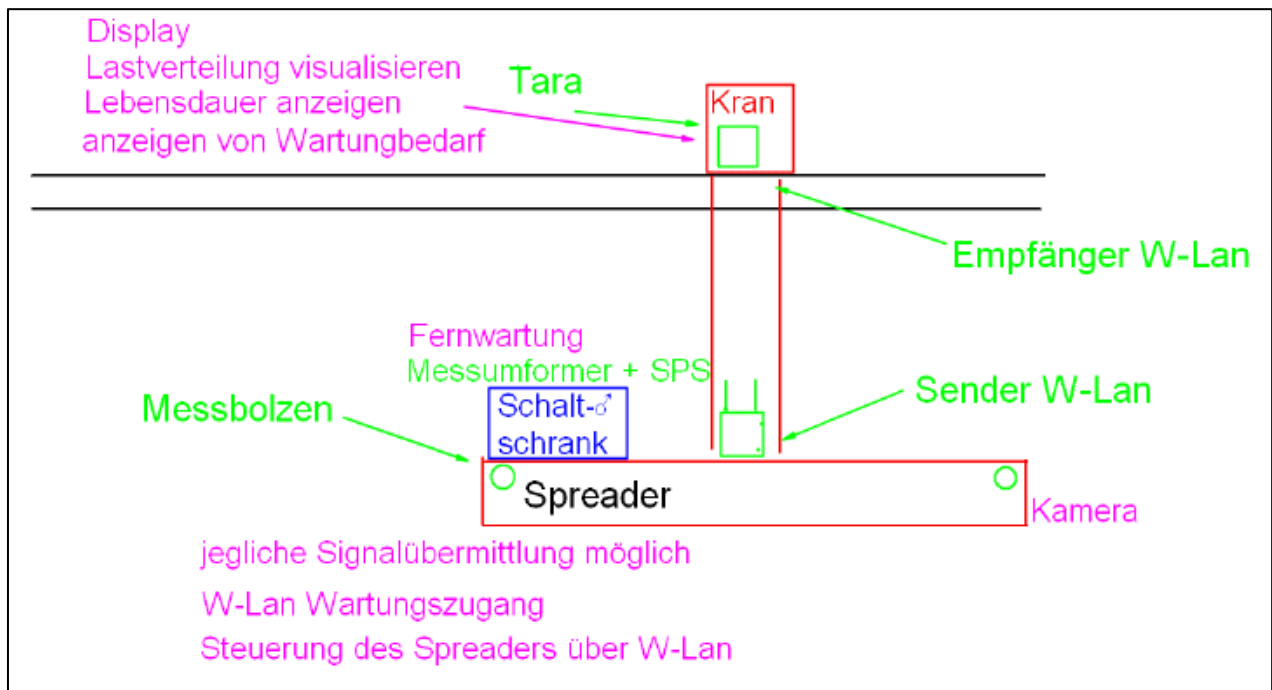 Display
Lastverteilung visualisieren
Lebensdauer anzeigen
anzeigen von Wartungbedarf
Tara
Kran
Empfänger W-Lan
Fernwartung
Messumformer + SPS
Messbolzen
Schalt-♂
schrank
Sender W-Lan
Spreader
Kamera
jegliche Signalübermittlung möglich
W-Lan Wartungszugang
Steuerung des Spreaders über W-Lan